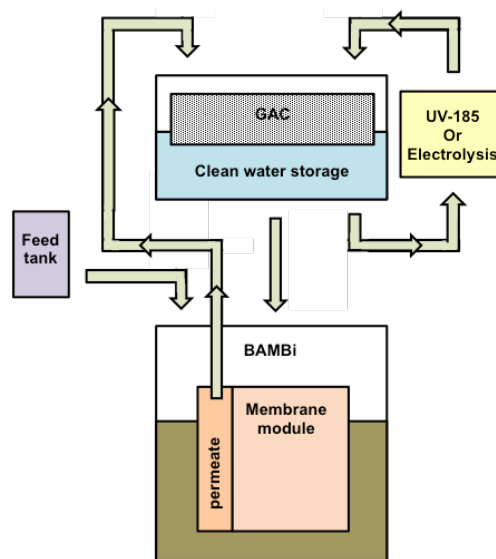 GAC
Clean water storage
UV-185
Or
Electrolysis
Feed
tank
BAMBi
Membrane
module
permeate